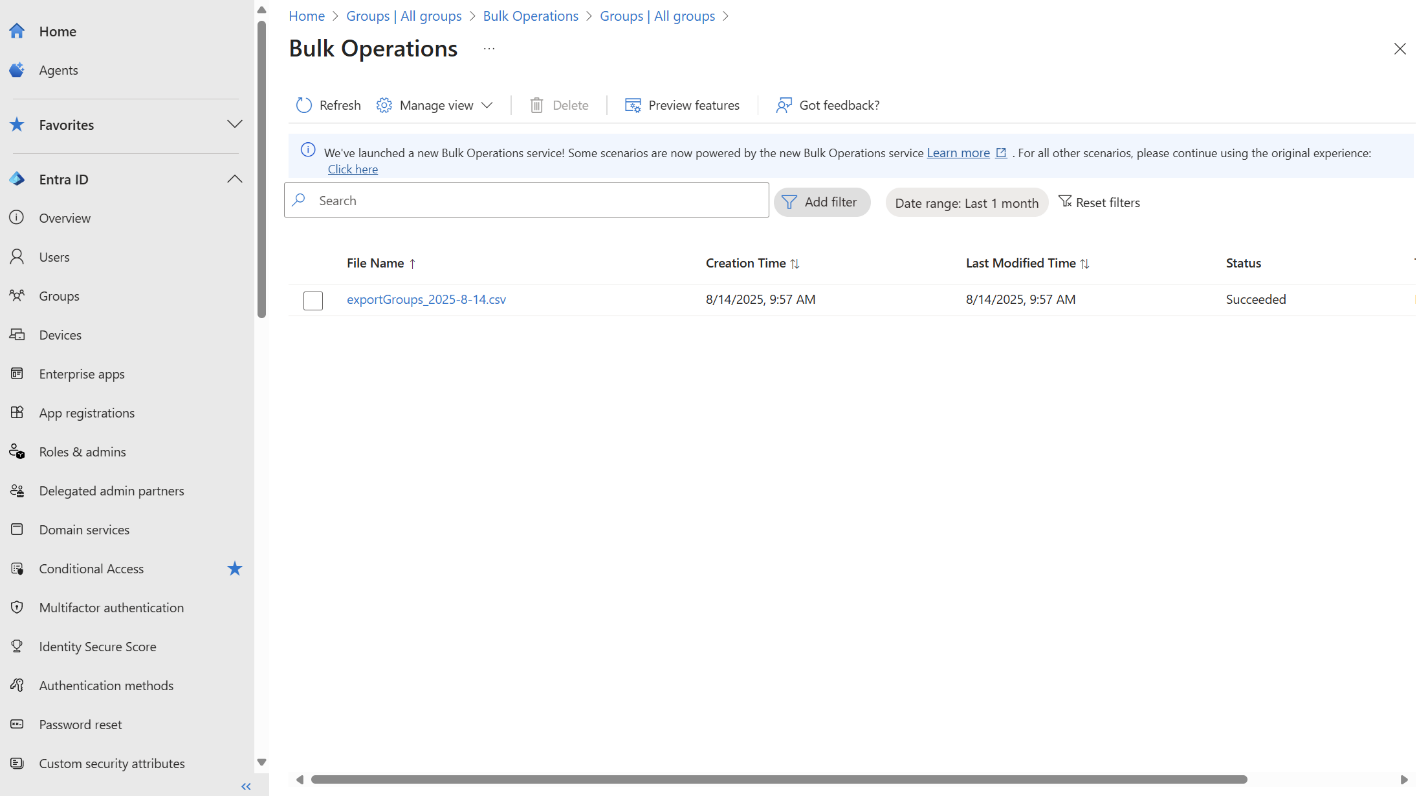 Home
Agents
Favorites
Entra ID
Overview
Users
Groups
Devices
Enterprise apps
App registrations
Roles & admins
Delegated admin partners
Domain services
Conditional Access
Multifactor authentication
Identity Secure Score
Authentication methods
Password reset
Custom security attributes
Home > Groups | All groups > Bulk Operations > Groups | All groups >
Bulk Operations ...
Refresh Manage view Delete Preview features Got feedback?
We've launched a new Bulk Operations service! Some scenarios are now powered by the new Bulk Operations service Learn more . For all other scenarios, please continue using the original experience:
Click here
Search Add filter Date range: Last 1 month Reset filters
File Name ↑ Creation Time ↑↓ Last Modified Time ↑↓ Status
exportGroups_2025-8-14.csv 8/14/2025, 9:57 AM 8/14/2025, 9:57 AM Succeeded